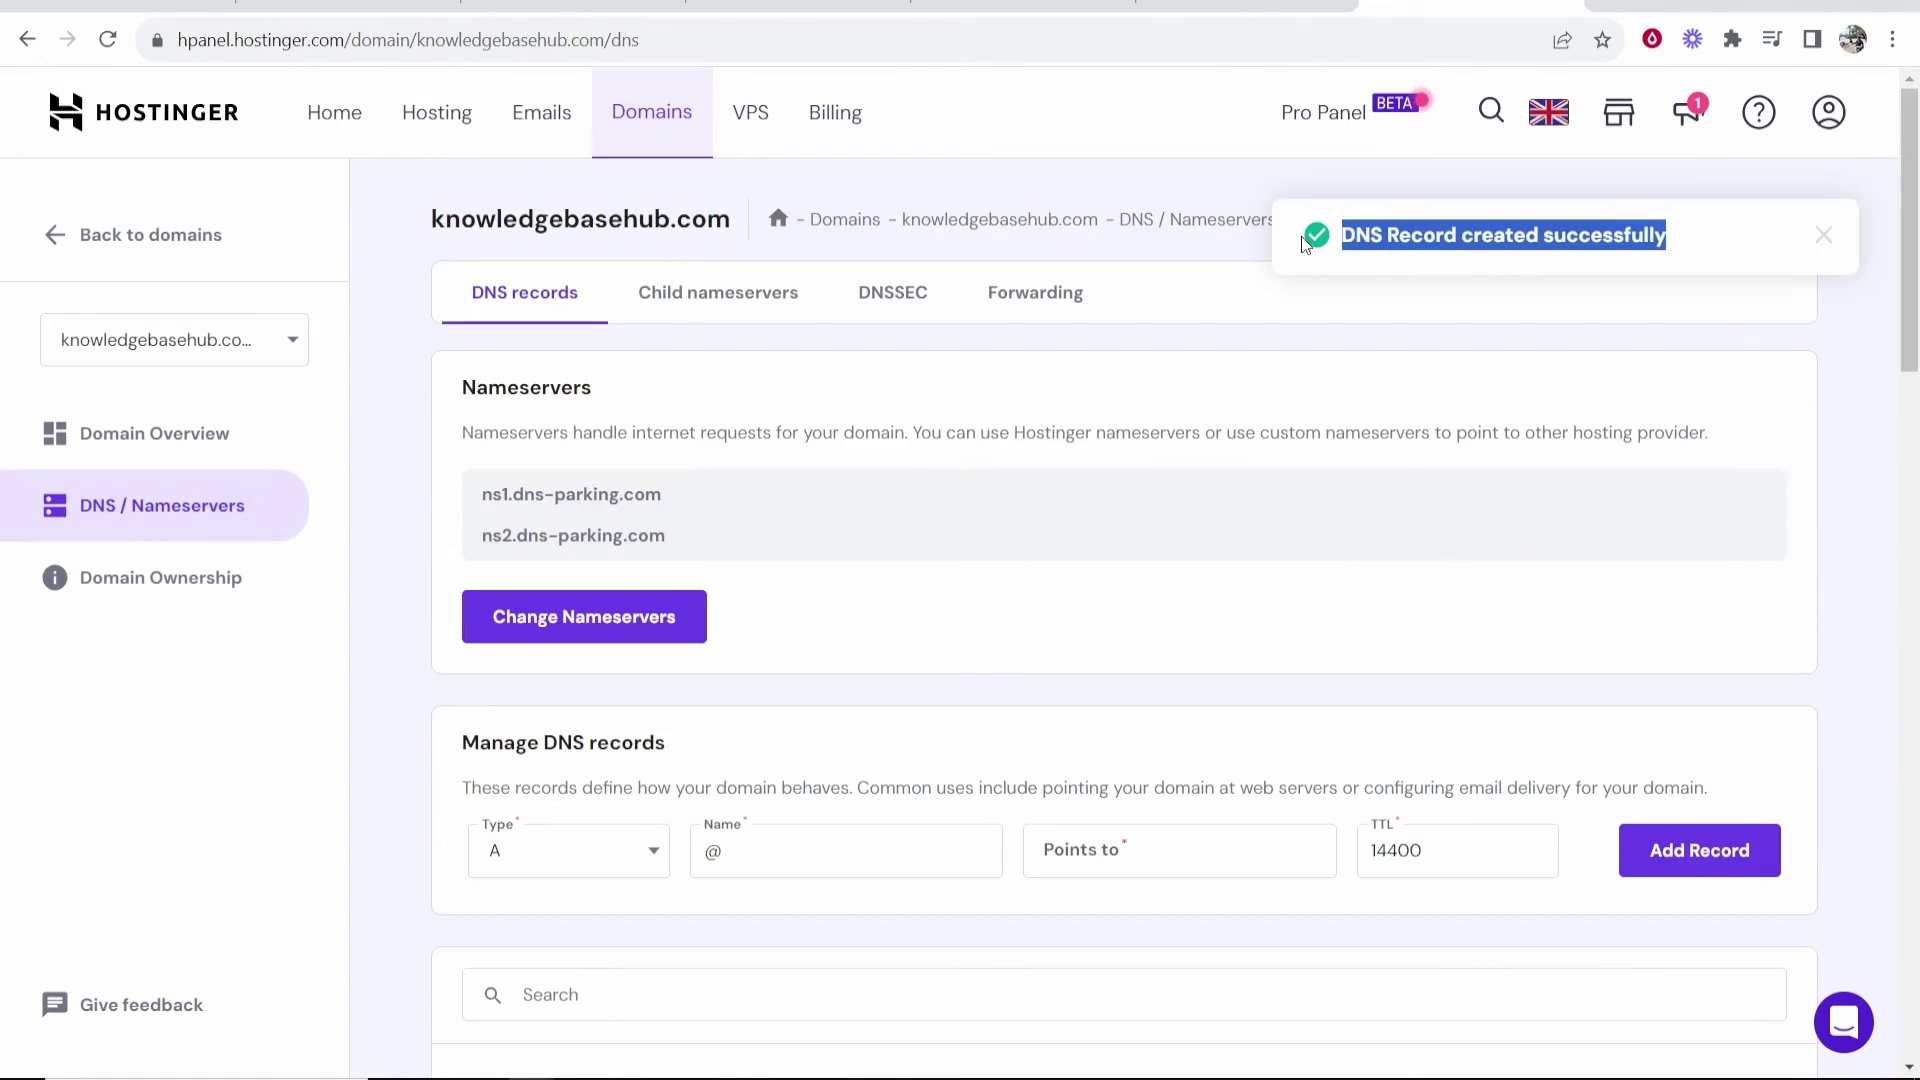 hpanel.hostinger.com/domain/knowledgebasehub.com/dns
HOSTINGER
Home
Hosting
Emails
Domains
VPS
Billing
Pro Panel
BETA
1
Back to domains
knowledgebasehub.com
- Domains - knowledgebasehub.com - DNS / Nameservers
DNS Record created successfully
DNS records
Child nameservers
DNSSEC
Forwarding
knowledgebasehub.co...
Domain Overview
DNS / Nameservers
Domain Ownership
Give feedback
Nameservers
Nameservers handle internet requests for your domain. You can use Hostinger nameservers or use custom nameservers to point to other hosting provider.
ns1.dns-parking.com
ns2.dns-parking.com
Change Nameservers
Manage DNS records
These records define how your domain behaves. Common uses include pointing your domain at web servers or configuring email delivery for your domain.
Type*
A
Name*
@
Points to*
TTL*
14400
Add Record
Search